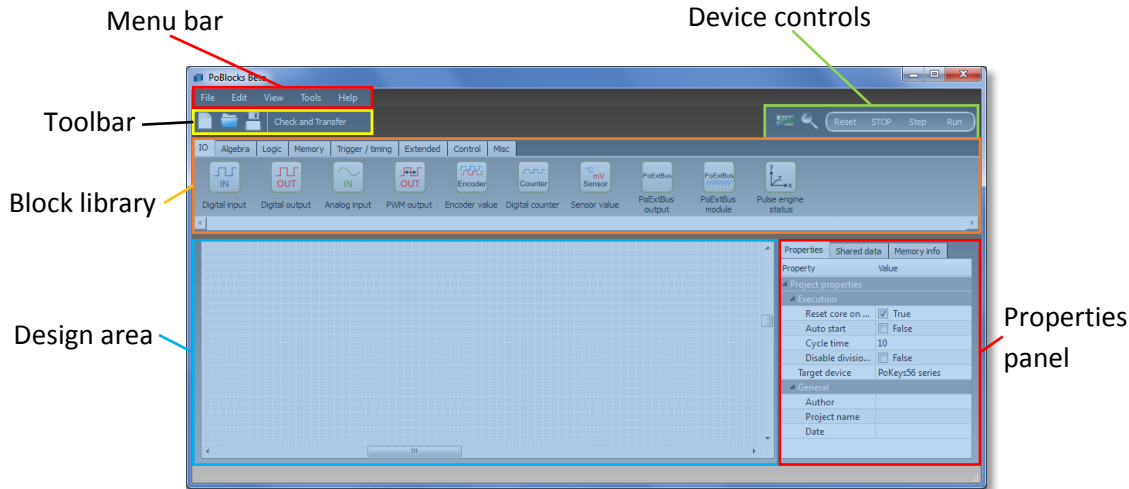 Menu bar
Device controls
PoBlocks Beta
File Edit View Tools Help
Toolbar
Check and Transfer
Reset STOP Step Run
IO Algebra Logic Memory Trigger / timing Extended Control Misc
IN OUT IN OUT Encoder Counter °C mV Sensor PoExtBus PoExtBus y z x
Block library
Digital input Digital output Analog input PWM output Encoder value Digital counter Sensor value PoExtBus output PoExtBus module Pulse engine status
Properties Shared data Memory info
Property Value
Project properties
Execution
Reset core on ... True
Auto start False
Cycle time 10
Disable divisio... False
Target device PoKeys56 series
General
Author
Project name
Date
Design area
Properties
panel